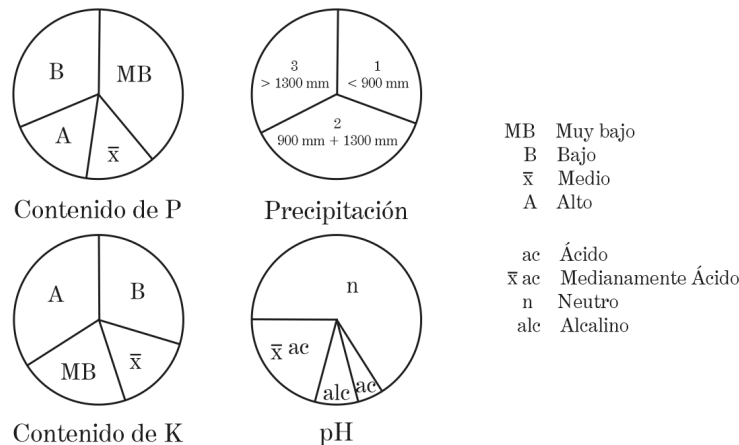 B
MB
A
x̅
Contenido de P
3
> 1300 mm
1
< 900 mm
2
900 mm + 1300 mm
Precipitación
MB Muy bajo
B Bajo
x̅ Medio
A Alto
ac Ácido
x̅ ac Medianamente Ácido
n Neutro
alc Alcalino
A
B
MB
x̅
Contenido de K
n
x̅ ac
alc
ac
pH